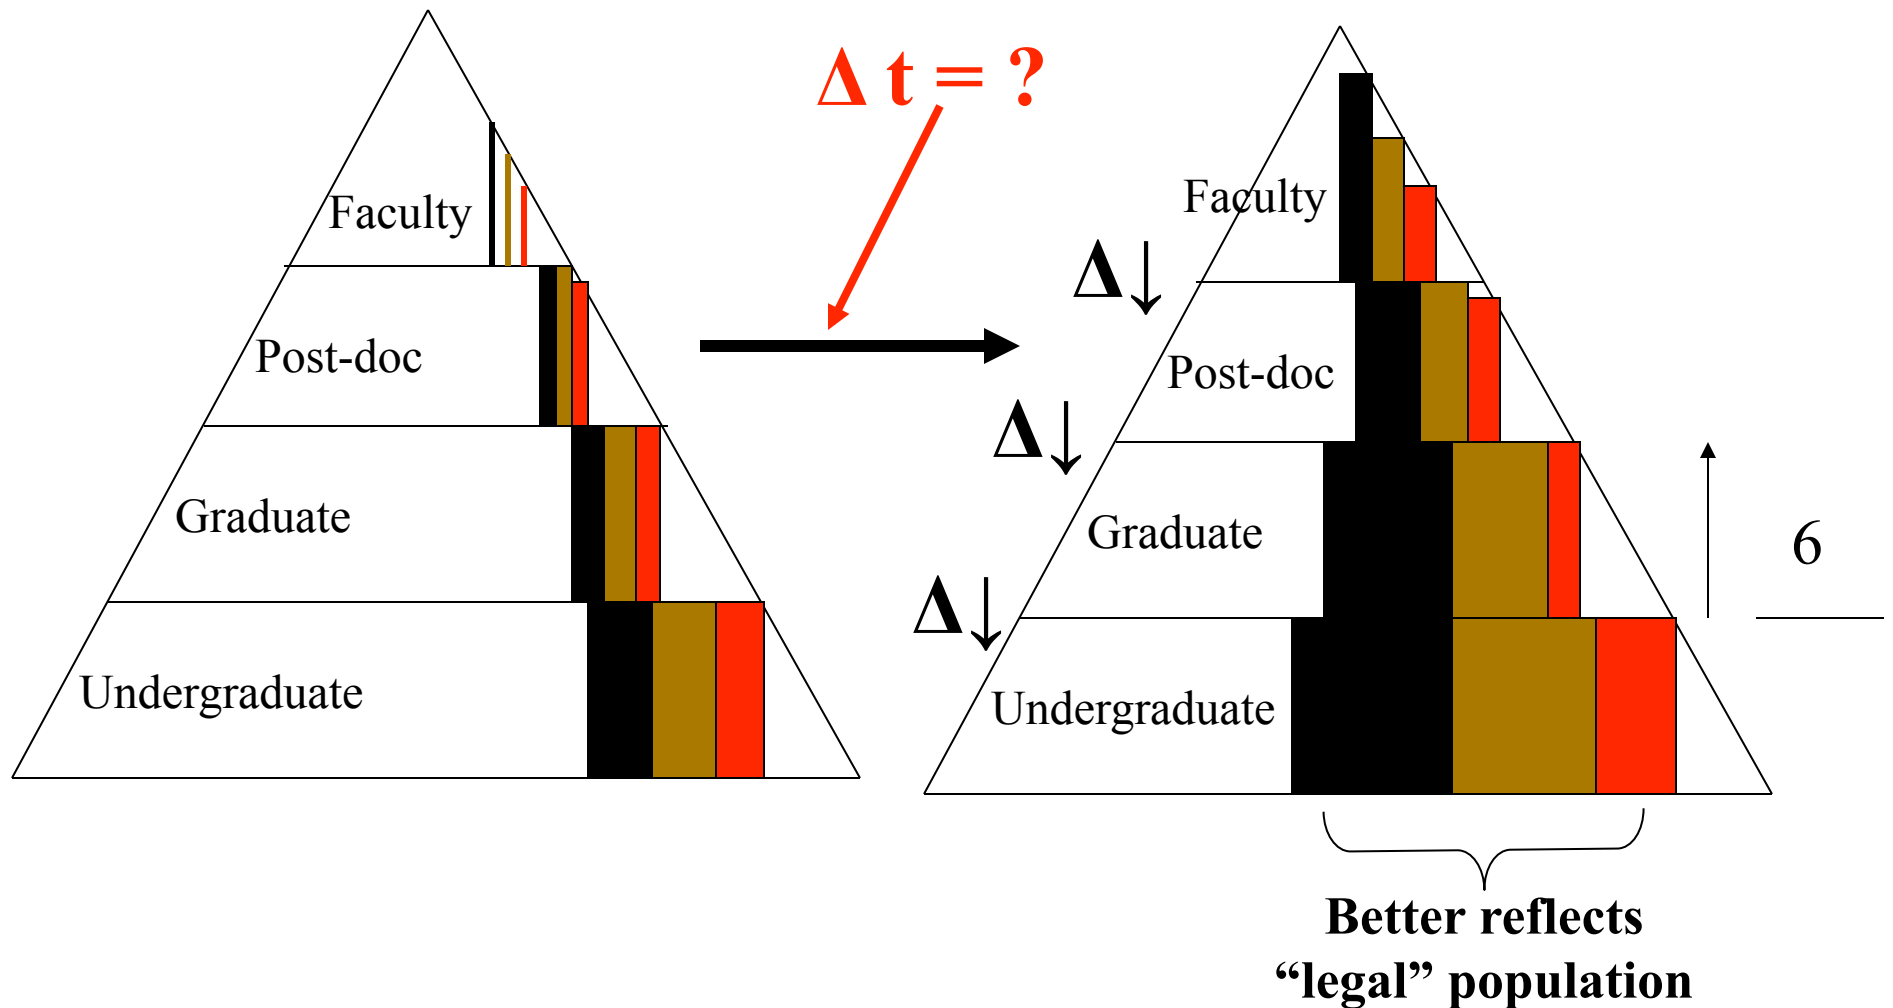 Δ t = ?
Faculty
Post-doc
Graduate
Undergraduate
Faculty
Δ↓
Post-doc
Δ↓
Graduate
6
Δ↓
Undergraduate
Better reflects
“legal” population